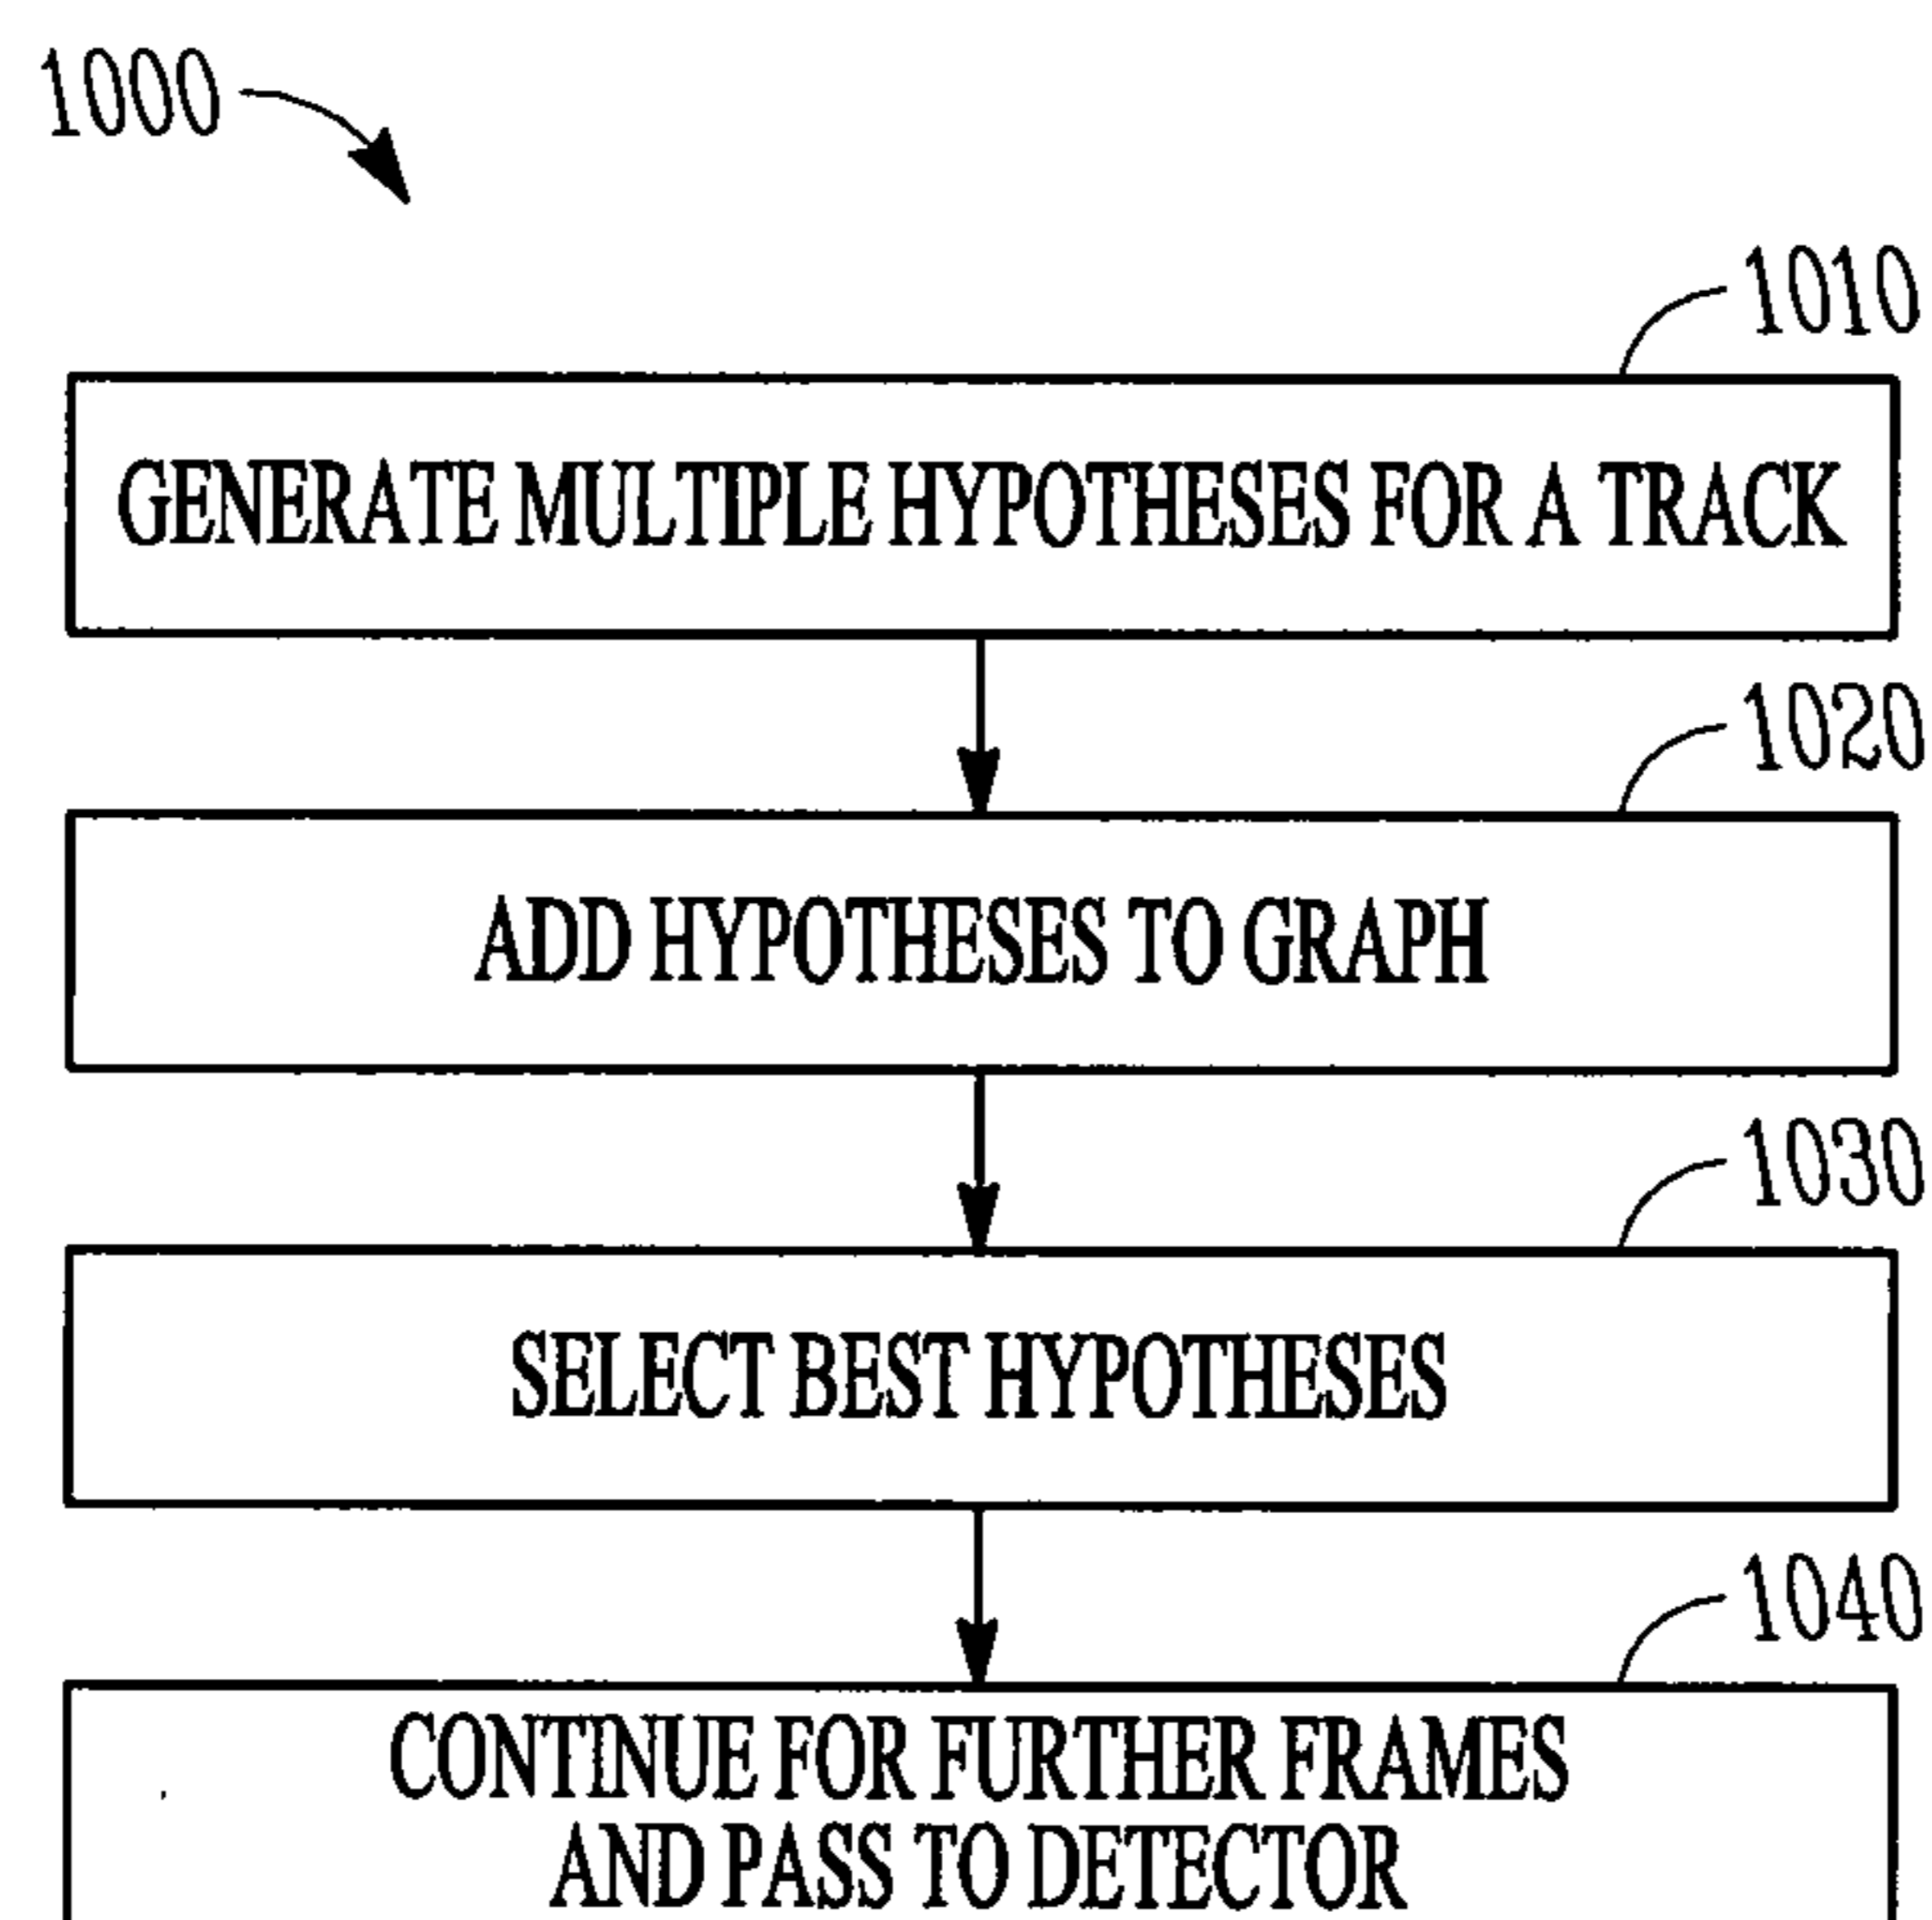 1000
1010
GENERATE MULTIPLE HYPOTHESES FOR A TRACK
1020
ADD HYPOTHESES TO GRAPH
1030
SELECT BEST HYPOTHESES
1040
CONTINUE FOR FURTHER FRAMES
AND PASS TO DETECTOR